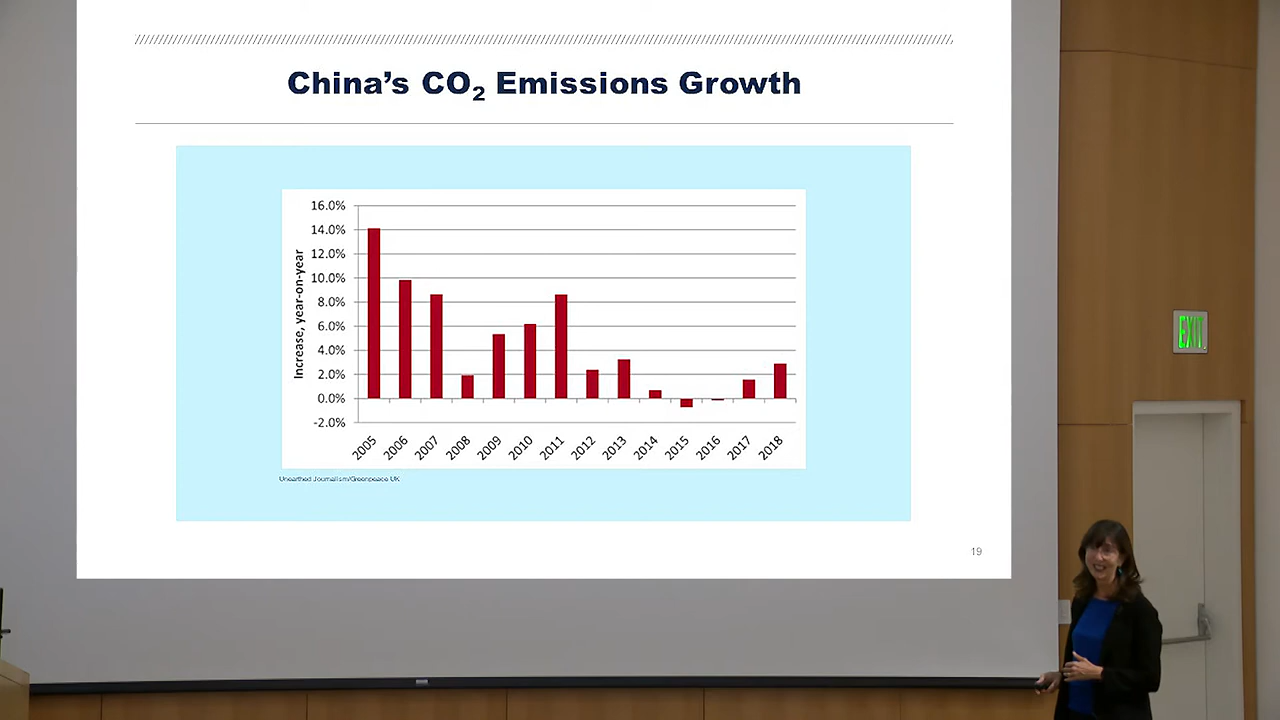 China's CO2 Emissions Growth
16.0%
14.0%
12.0%
10.0%
8.0%
6.0%
4.0%
2.0%
0.0%
-2.0%
Increase, year-on-year
2005 2006 2007 2008 2009 2010 2011 2012 2013 2014 2015 2016 2017 2018
Unearthed Journalism/Greenpeace UK
19
EXIT